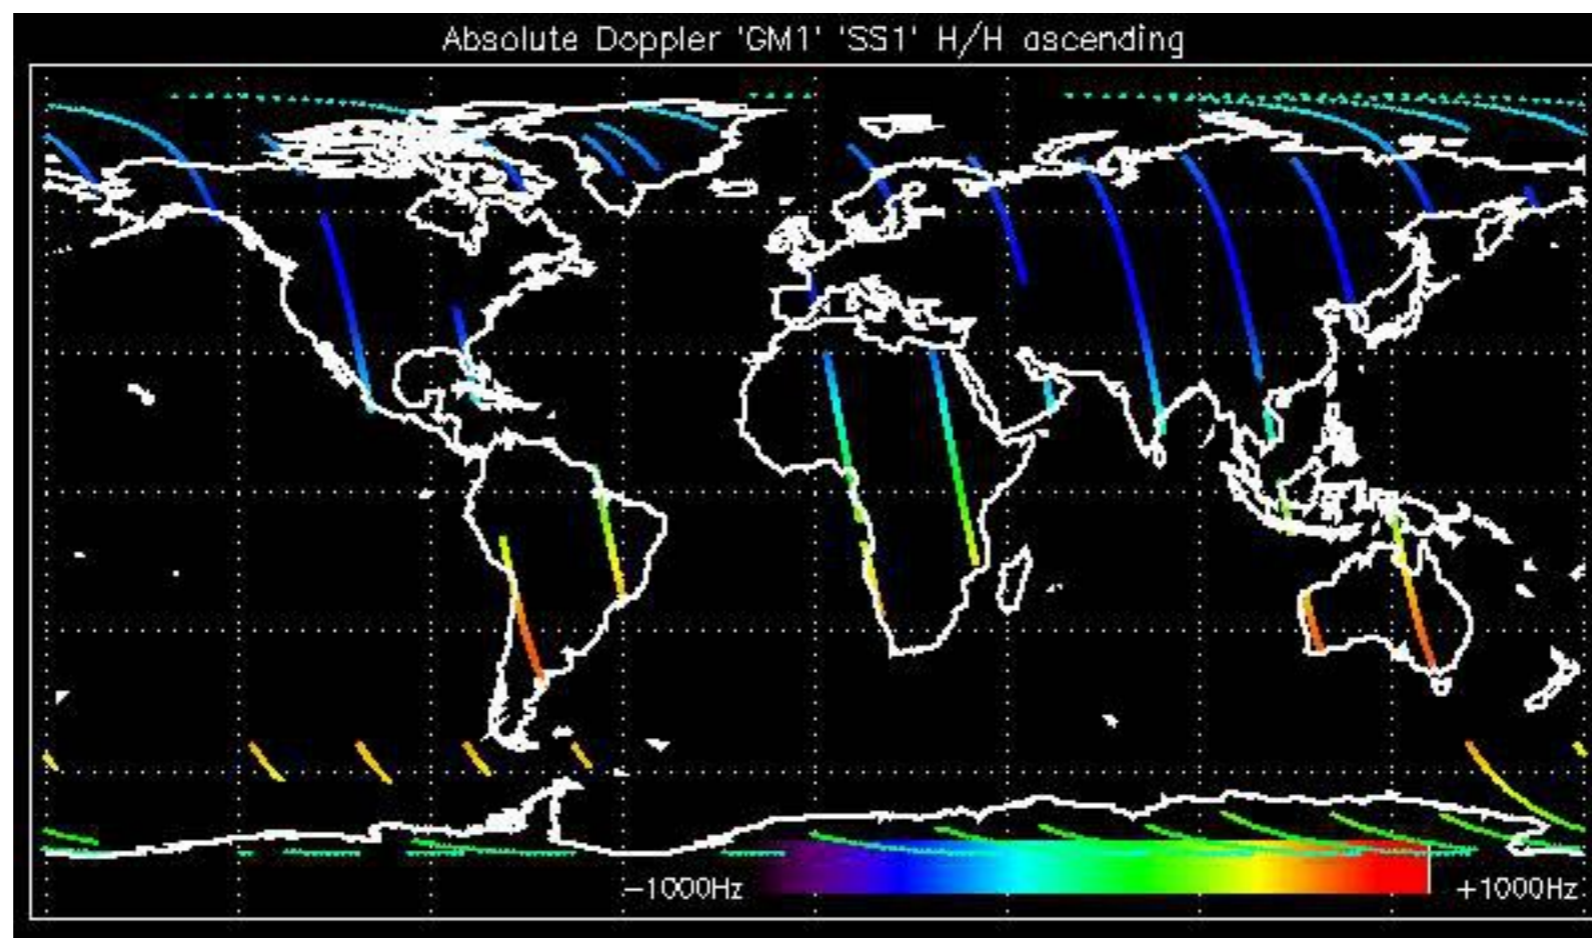 Absolute Doppler 'GM1' 'SS1' H/H ascending
-1000Hz +1000Hz